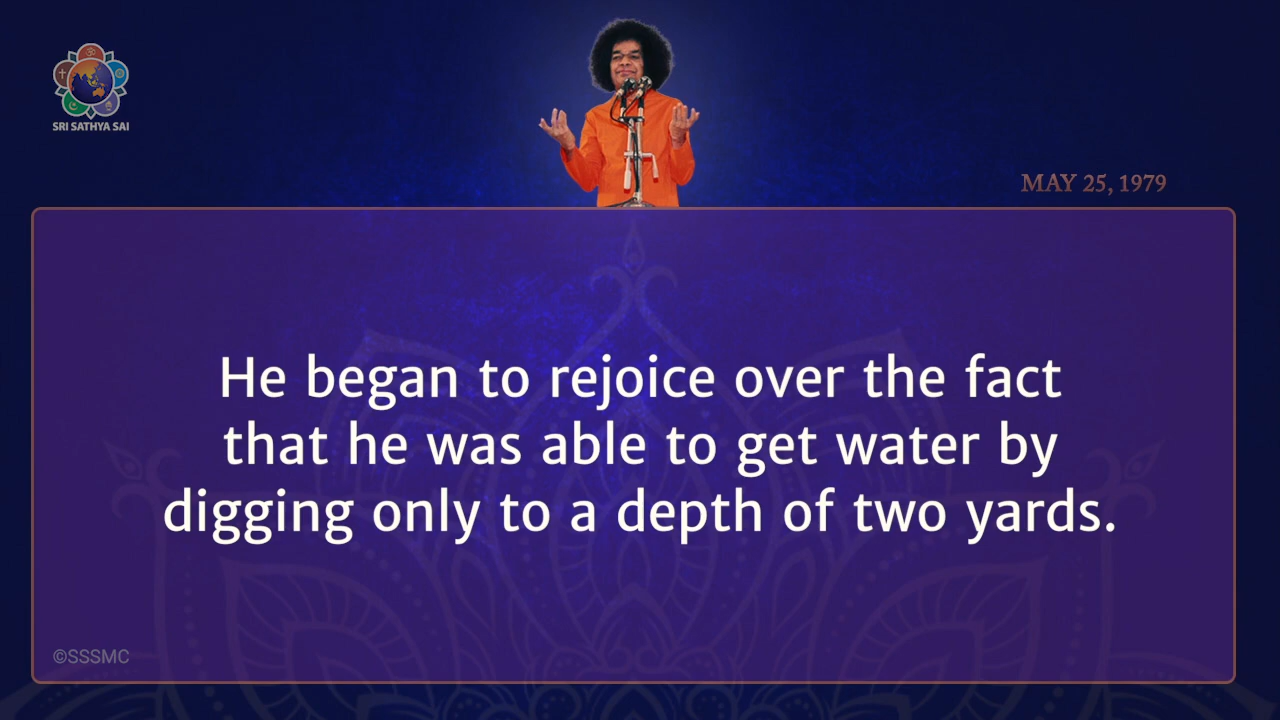 SRI SATHYA SAI
MAY 25, 1979
He began to rejoice over the fact
that he was able to get water by
digging only to a depth of two yards.
©SSSMC